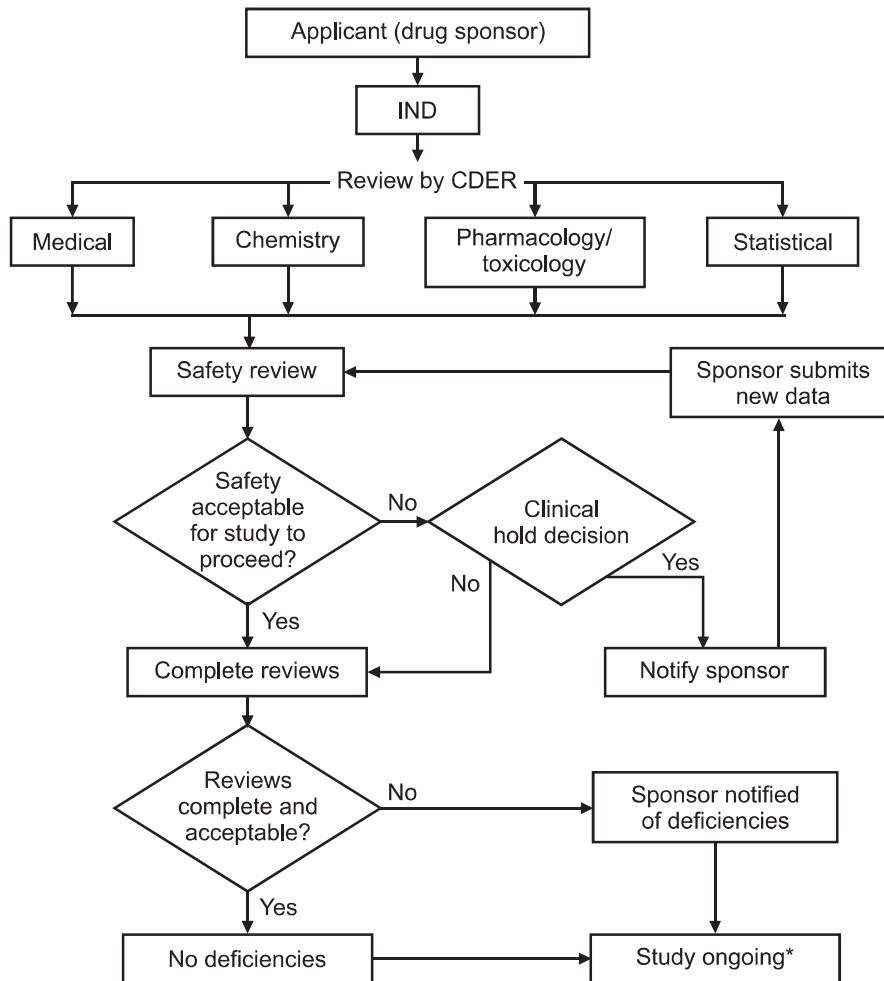 Applicant (drug sponsor)
IND
Review by CDER
Medical
Chemistry
Pharmacology/
toxicology
Statistical
Safety review
Sponsor submits
new data
Safety
acceptable
for study to
proceed?
No
Clinical
hold decision
Yes
No
Yes
Complete reviews
Notify sponsor
Reviews
complete and
acceptable?
No
Sponsor notified
of deficiencies
Yes
No deficiencies
Study ongoing*